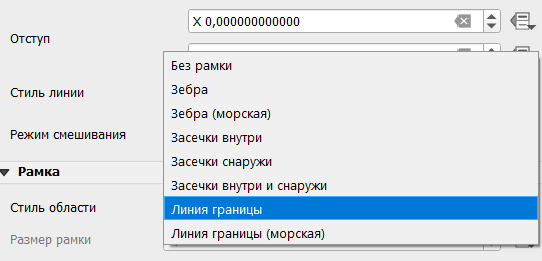 Отступ
X 0,000000000000
Без рамки
Стиль линии
Зебра
Зебра (морская)
Режим смешивания
Засечки внутри
Засечки снаружи
Рамка
Засечки внутри и снаружи
Стиль области
Линия границы
Размер рамки
Линия границы (морская)